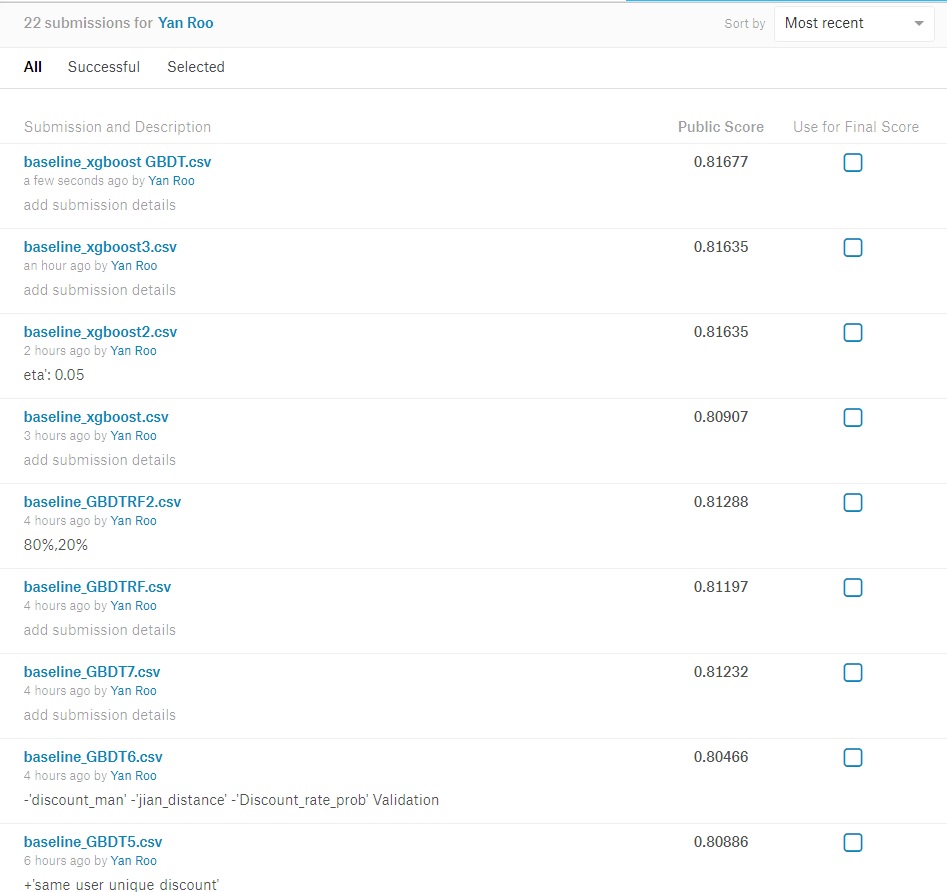 22 submissions for Yan Roo
Sort by Most recent
All Successful Selected
Submission and Description Public Score Use for Final Score
baseline_xgboost GBDT.csv 0.81677
a few seconds ago by Yan Roo
add submission details
baseline_xgboost3.csv 0.81635
an hour ago by Yan Roo
add submission details
baseline_xgboost2.csv 0.81635
2 hours ago by Yan Roo
eta': 0.05
baseline_xgboost.csv 0.80907
3 hours ago by Yan Roo
add submission details
baseline_GBDTRF2.csv 0.81288
4 hours ago by Yan Roo
80%,20%
baseline_GBDTRF.csv 0.81197
4 hours ago by Yan Roo
add submission details
baseline_GBDT7.csv 0.81232
4 hours ago by Yan Roo
add submission details
baseline_GBDT6.csv 0.80466
4 hours ago by Yan Roo
-'discount_man' -'jian_distance' -'Discount_rate_prob' Validation
baseline_GBDT5.csv 0.80886
6 hours ago by Yan Roo
+'same user unique discount'